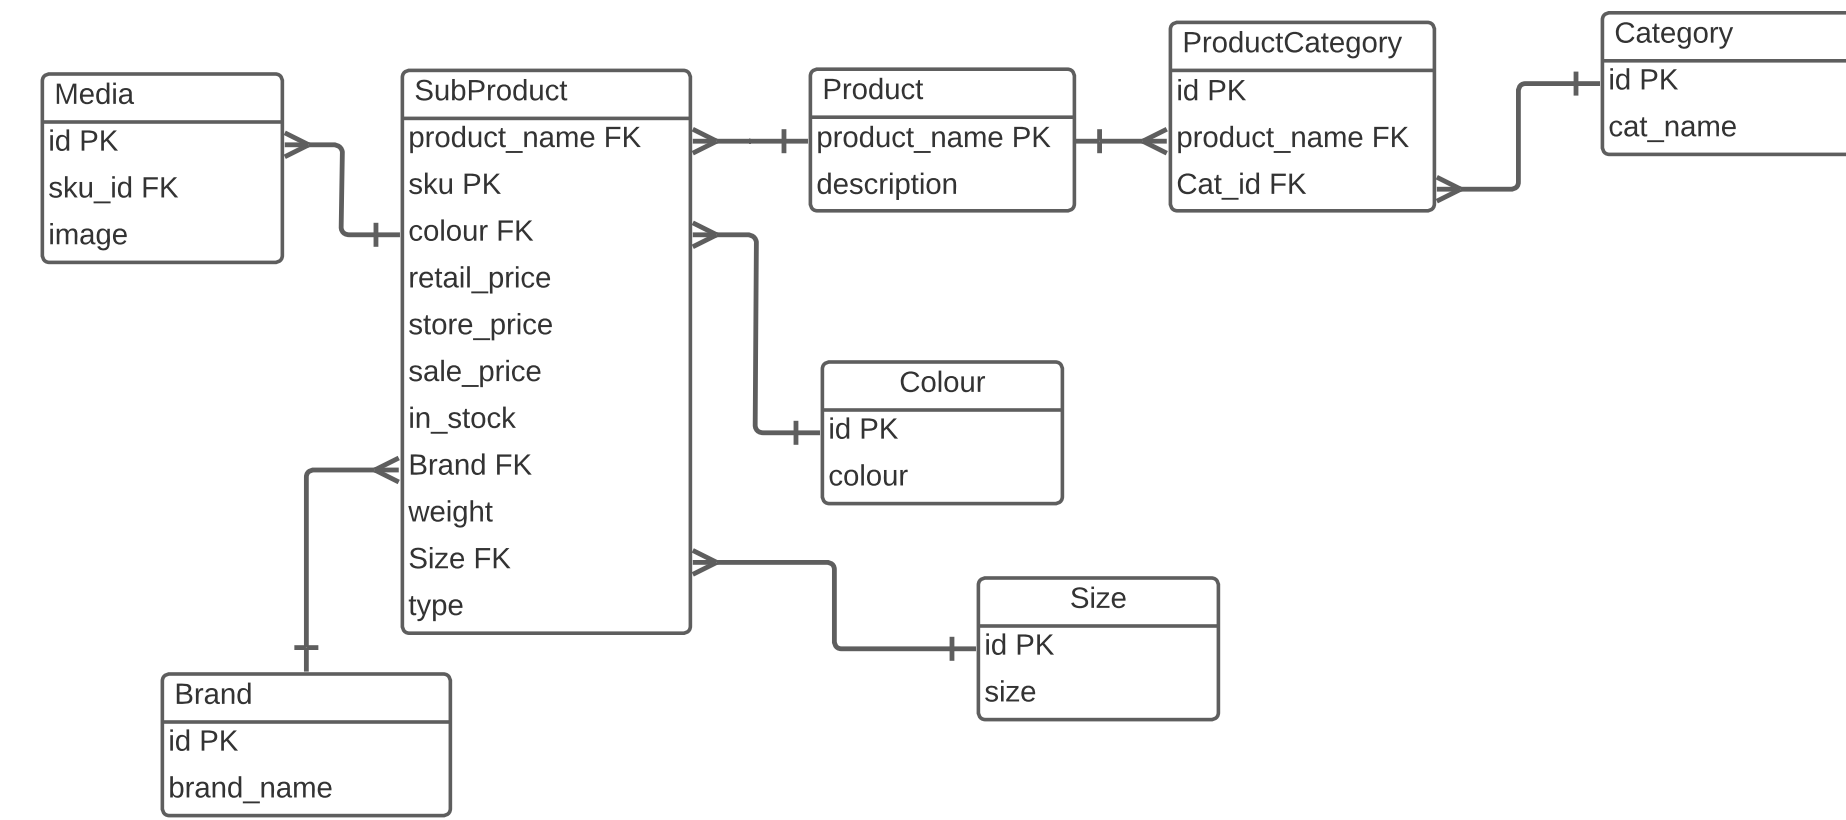 Media
id PK
sku_id FK
image
SubProduct
product_name FK
sku PK
colour FK
retail_price
store_price
sale_price
in_stock
Brand FK
weight
Size FK
type
Product
product_name PK
description
ProductCategory
id PK
product_name FK
Cat_id FK
Category
id PK
cat_name
Colour
id PK
colour
Size
id PK
size
Brand
id PK
brand_name